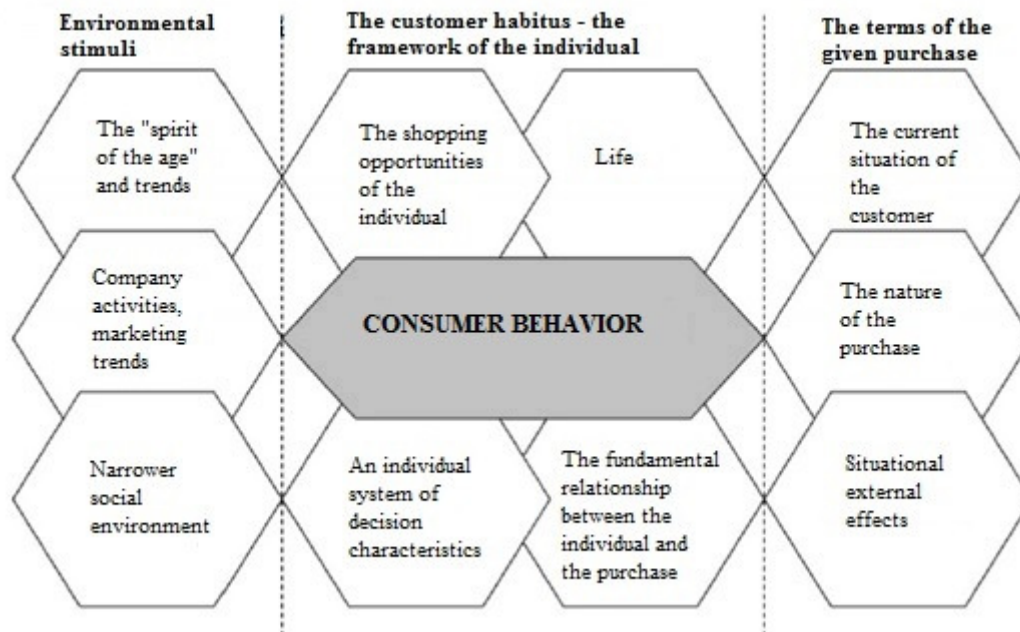 Environmental
stimuli
The customer habitus - the
framework of the individual
The terms of the
given purchase
The "spirit
of the age"
and trends
The shopping
opportunities
of the
individual
Life
The current
situation of
the
customer
Company
activities,
marketing
trends
CONSUMER BEHAVIOR
The nature
of the
purchase
Narrower
social
environment
An individual
system of
decision
characteristics
The fundamental
relationship
between the
individual and
the purchase
Situational
external
effects